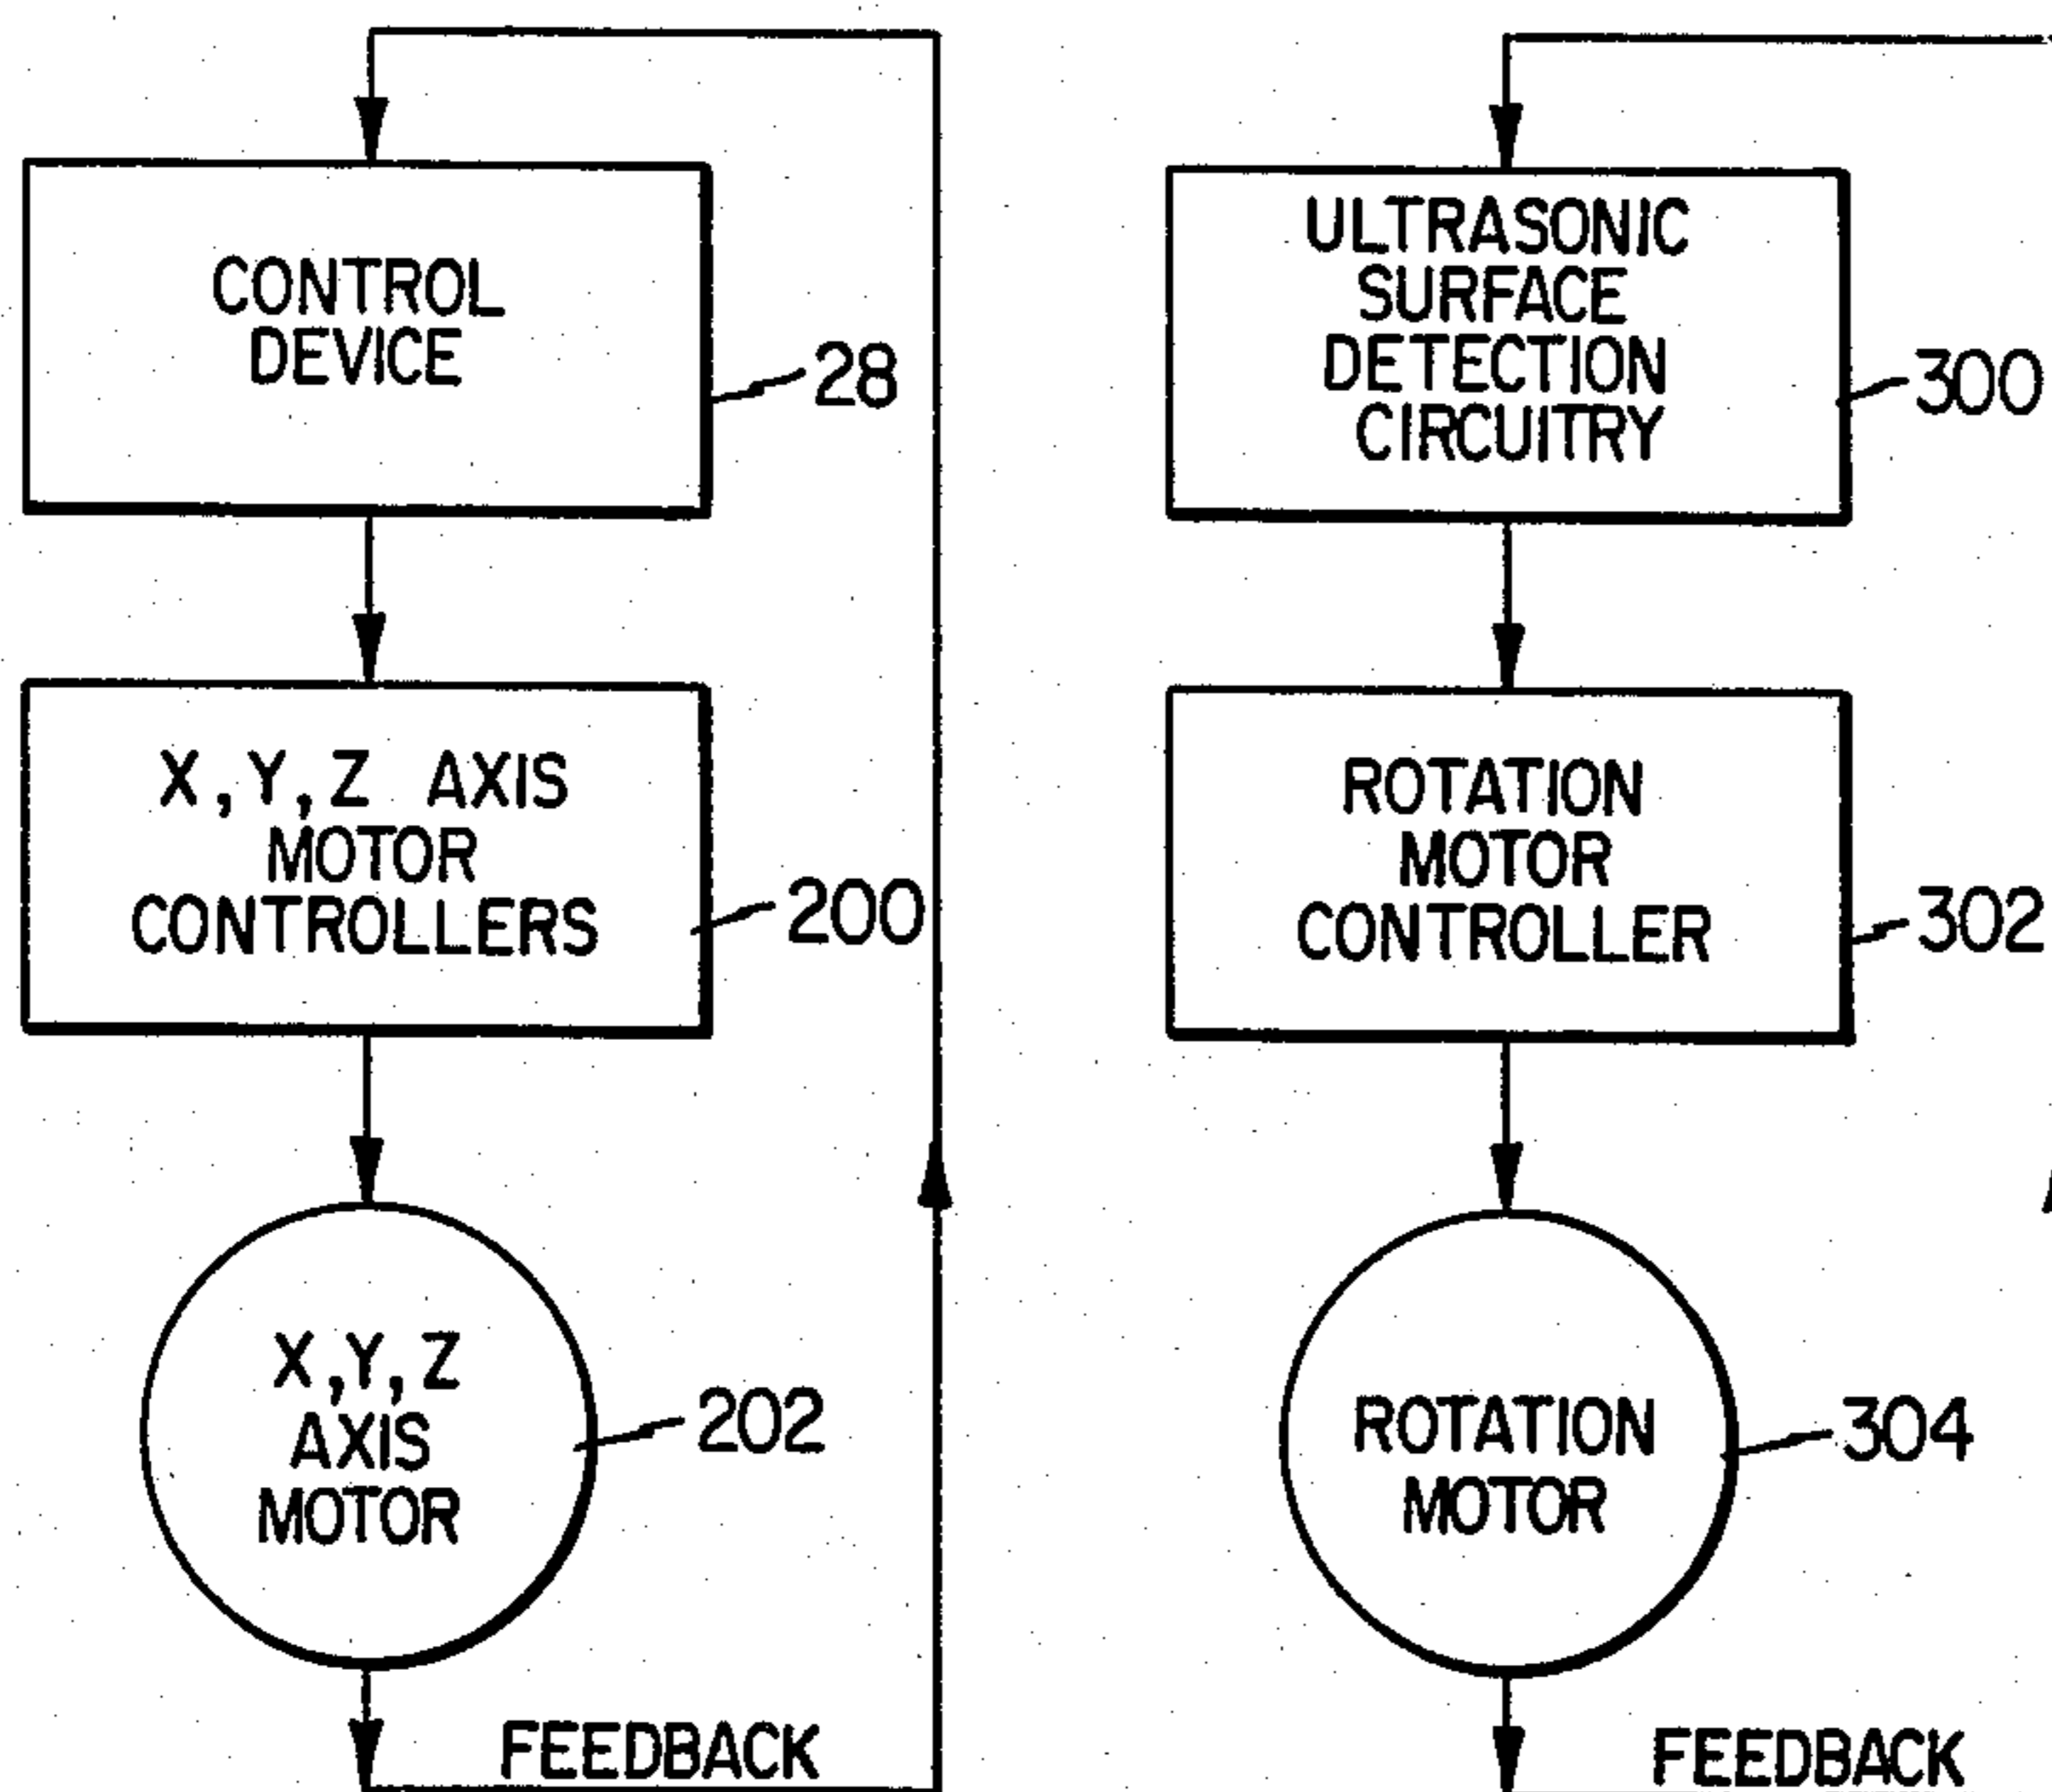 CONTROL
DEVICE
28
X, Y, Z AXIS
MOTOR
CONTROLLERS
200
X, Y, Z
AXIS
MOTOR
202
FEEDBACK
ULTRASONIC
SURFACE
DETECTION
CIRCUITRY
300
ROTATION
MOTOR
CONTROLLER
302
ROTATION
MOTOR
304
FEEDBACK